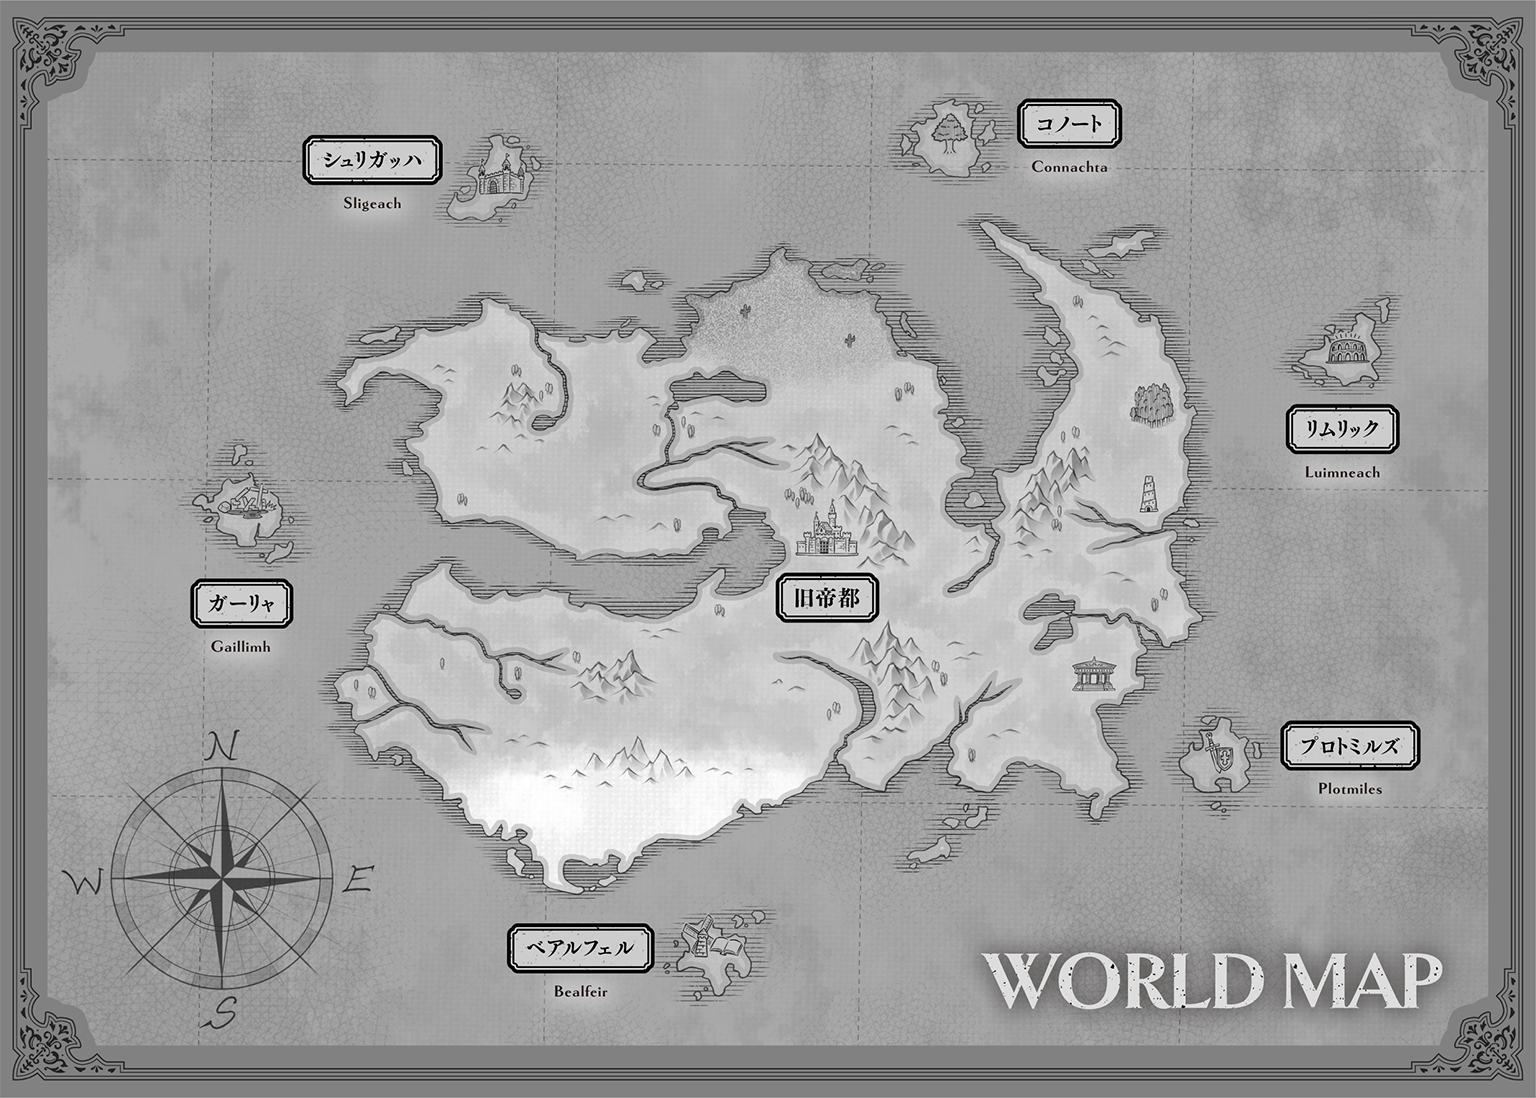 コノート
Connachta
シュリガッハ
Sligeach
リムリック
Luimneach
ガーリャ
Gaillimh
旧帝都
プロトミルズ
Plotmiles
N
W
E
S
ベアルフェル
Bealfeir
WORLD MAP